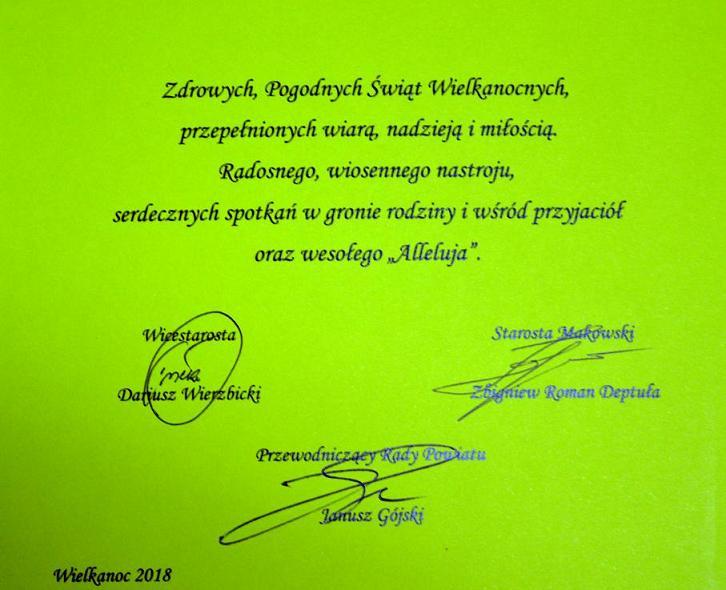 Zdrowych, Pogodnych Świąt Wielkanocnych,
przepełnionych wiarą, nadzieją i miłością.
Radosnego, wiosennego nastroju,
serdecznych spotkań w gronie rodziny i wśród przyjaciół
oraz wesołego „Alleluja”.
Wicestarosta
Dariusz Wierzbicki
Starosta Makowski
Zbigniew Roman Deptuła
Przewodniczący Rady Powiatu
Janusz Gójski
Wielkanoc 2018